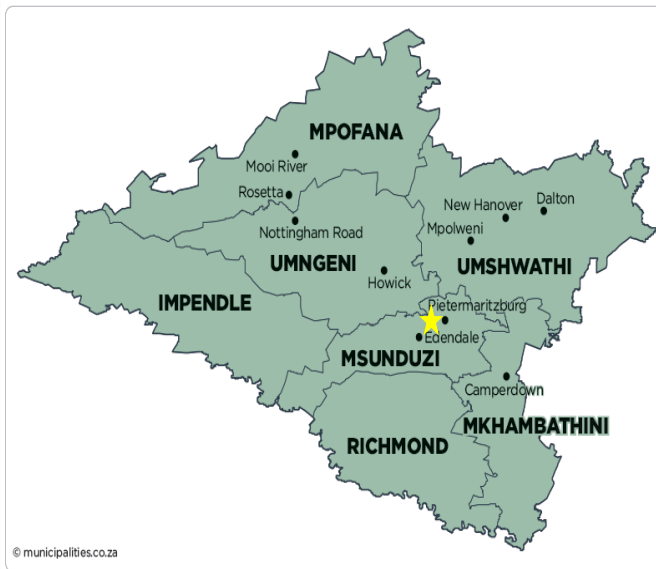 MPOFANA
Mooi River
Rosetta
New Hanover
Dalton
Nottingham Road
Mpolweni
UMNGENI
UMSHWATHI
Howick
IMPENDLE
Pietermaritzburg
Edendale
MSUNDUZI
Camperdown
MKHAMBATHINI
RICHMOND
© municipalities.co.za